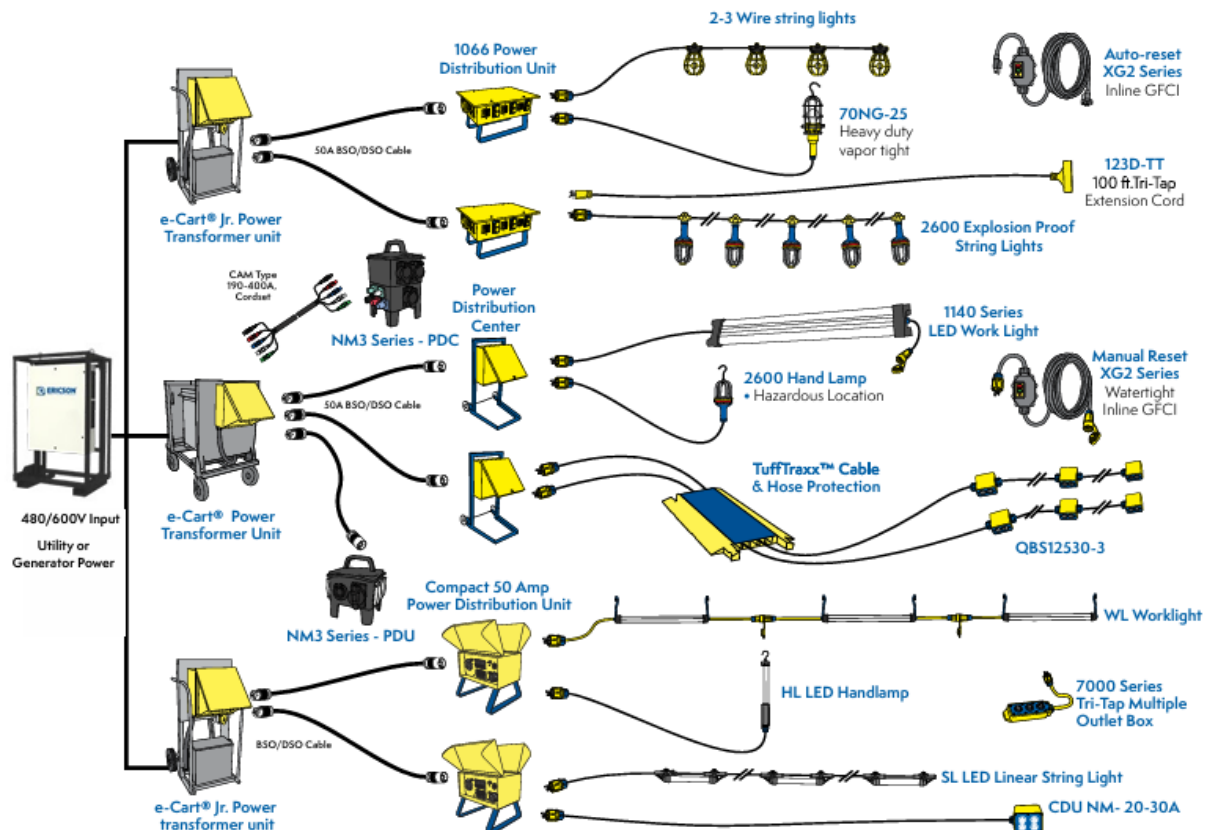 2-3 Wire string lights
1066 Power
Distribution Unit
Auto-reset
XG2 Series
Inline GFCI
70NG-25
Heavy duty
vapor tight
50A BSO/DSO Cable
123D-TT
100 ft.Tri-Tap
Extension Cord
e-Cart® Jr. Power
Transformer unit
2600 Explosion Proof
String Lights
CAM Type
190-400A,
Cordset
NM3 Series - PDC
Power
Distribution
Center
1140 Series
LED Work Light
Manual Reset
XG2 Series
Watertight
Inline GFCI
2600 Hand Lamp
• Hazardous Location
ERICSON
50A BSO/DSO Cable
TuffTraxx™ Cable
& Hose Protection
480/600V Input
Utility or
Generator Power
e-Cart® Power
Transformer Unit
QBS12530-3
Compact 50 Amp
Power Distribution Unit
NM3 Series - PDU
WL Worklight
HL LED Handlamp
7000 Series
Tri-Tap Multiple
Outlet Box
BSO/DSO Cable
SL LED Linear String Light
e-Cart® Jr. Power
transformer unit
CDU NM- 20-30A